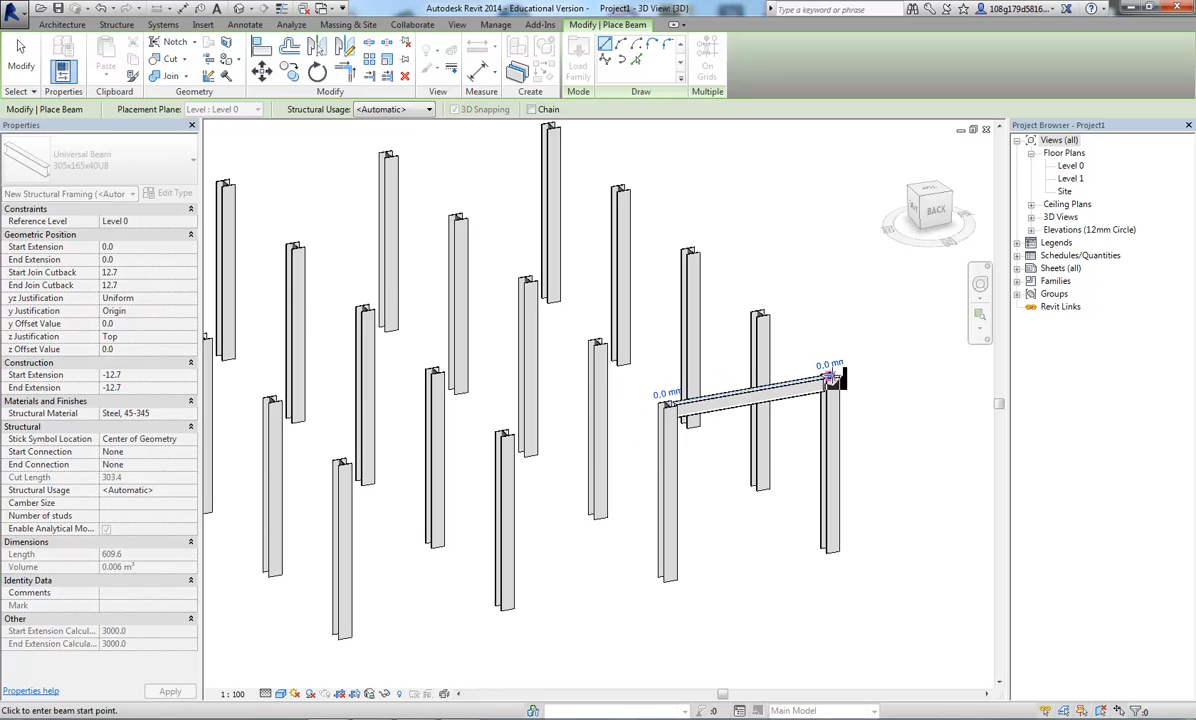 Autodesk Revit 2014 - Educational Version - Project1 - 3D View: {3D}
Type a keyword or phrase
108g179d5816...
Architecture Structure Systems Insert Annotate Analyze Massing & Site Collaborate View Manage Add-Ins Modify | Place Beam
Modify
Properties
Paste
Notch
Cut
Join
Load
Family
On
Grids
Select Properties Clipboard Geometry Modify View Measure Create Mode Draw Multiple
Modify | Place Beam
Placement Plane: Level : Level 0
Structural Usage: <Automatic>
3D Snapping
Chain
Properties
Universal Beam
305x165x40UB
New Structural Framing (<Autor
Edit Type
Constraints
Reference Level Level 0
Geometric Position
Start Extension 0.0
End Extension 0.0
Start Join Cutback 12.7
End Join Cutback 12.7
yz Justification Uniform
y Justification Origin
y Offset Value 0.0
z Justification Top
z Offset Value 0.0
Construction
Start Extension -12.7
End Extension -12.7
Materials and Finishes
Structural Material Steel, 45-345
Structural
Stick Symbol Location Center of Geometry
Start Connection None
End Connection None
Cut Length 303.4
Structural Usage <Automatic>
Camber Size
Number of studs
Enable Analytical Mo...
Dimensions
Length 609.6
Volume 0.006 m³
Identity Data
Comments
Mark
Other
Start Extension Calcul... 3000.0
End Extension Calcula... 3000.0
Properties help
Apply
0.0 mm
0.0 mm
BACK
Project Browser - Project1
Views (all)
Floor Plans
Level 0
Level 1
Site
Ceiling Plans
3D Views
Elevations (12mm Circle)
Legends
Schedules/Quantities
Sheets (all)
Families
Groups
Revit Links
1 : 100
Click to enter beam start point.
:0
Main Model
:0